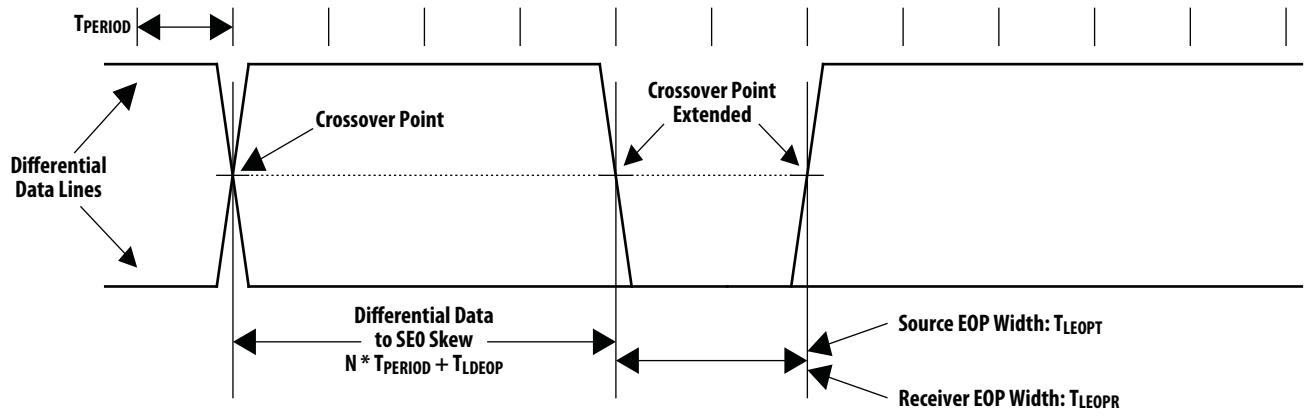 TPERIOD
Crossover Point
Crossover Point
Extended
Differential
Data Lines
Differential Data
to SE0 Skew
N * TPERIOD + TLDEOP
Source EOP Width: TLEOPT
Receiver EOP Width: TLEOPR